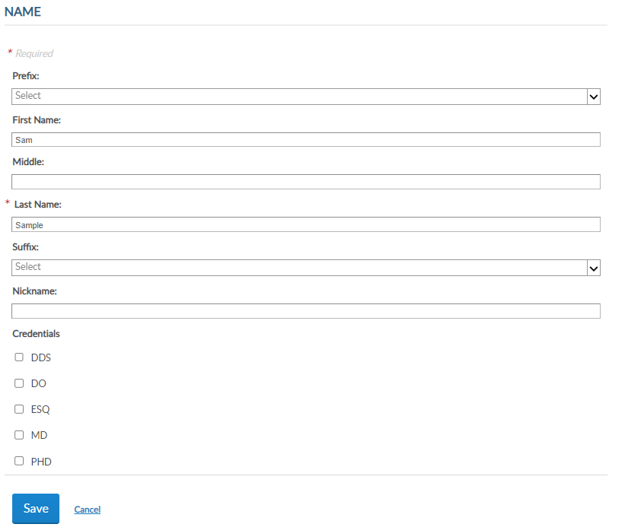 NAME
* Required
Prefix:
Select
First Name:
Sam
Middle:
* Last Name:
Sample
Suffix:
Select
Nickname:
Credentials
DDS
DO
ESQ
MD
PHD
Save Cancel